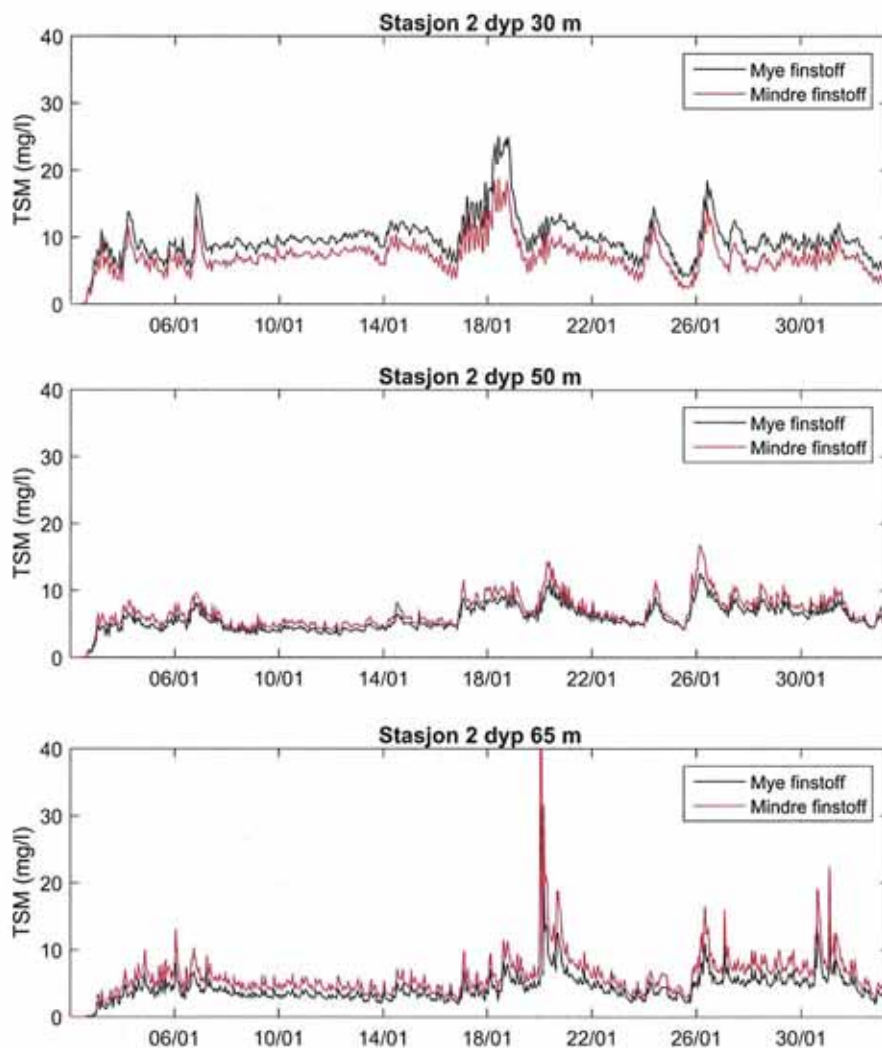 Stasjon 2 dyp 30 m
40
30
20
10
0
TSM (mg/l)
Mye finstoff
Mindre finstoff
06/01 10/01 14/01 18/01 22/01 26/01 30/01
Stasjon 2 dyp 50 m
40
30
20
10
0
TSM (mg/l)
Mye finstoff
Mindre finstoff
06/01 10/01 14/01 18/01 22/01 26/01 30/01
Stasjon 2 dyp 65 m
40
30
20
10
0
TSM (mg/l)
Mye finstoff
Mindre finstoff
06/01 10/01 14/01 18/01 22/01 26/01 30/01